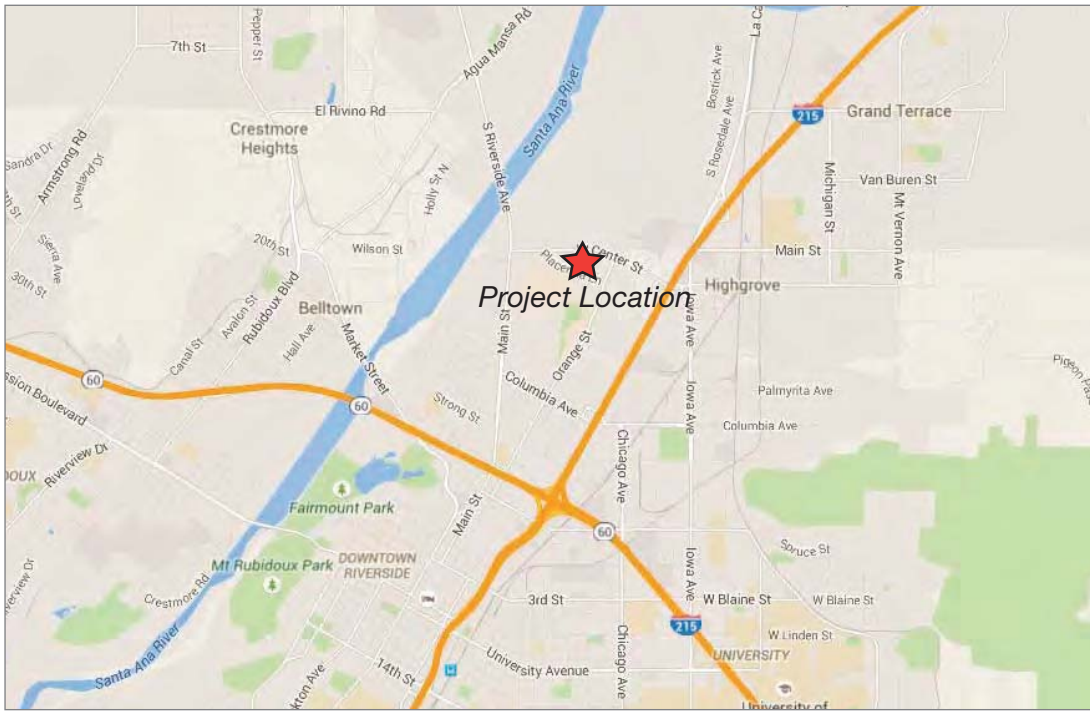 Pepper St
7th St
Agua Mansa Rd
La Ca
Bostick Ave
215
Grand Terrace
El Rivino Rd
Crestmore
Heights
S Riverside Ave
Santa Ana River
S Rosedale Ave
Sandra Dr
Armstrong Rd
Loveland Dr
Holly St N
Michigan St
Van Buren St
Mt Vernon Ave
Sierra Ave
20th St
Wilson St
W Center St
Main St
30th St
Rubidoux Blvd
Project Location
Highgrove
Avalon St
Belltown
Iowa Ave
Canal St
Hall Ave
Market Street
Main St
Orange St
60
Mission Boulevard
60
Strong St
Columbia Ave
Iowa Ave
Palmyrita Ave
Columbia Ave
Riverview Dr
Chicago Ave
Fairmount Park
Main St
60
Mt Rubidoux Park
DOWNTOWN
RIVERSIDE
Spruce St
Iowa Ave
Crestmore Rd
3rd St
W Blaine St
W Blaine St
215
W Linden St
Chicago Ave
UNIVERSITY
Santa Ana River
14th St
University Avenue
kton Ave
University of